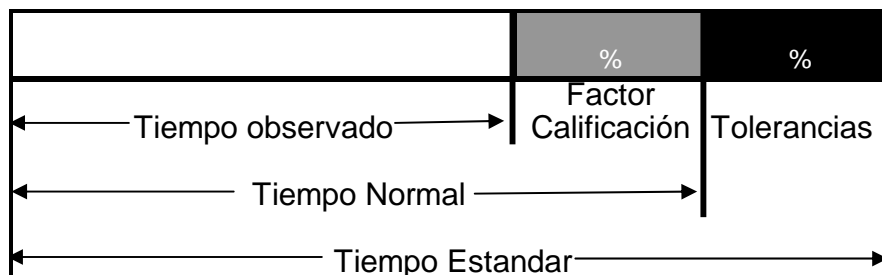 % %
Factor
Tiempo observado Calificación Tolerancias
Tiempo Normal
Tiempo Estandar